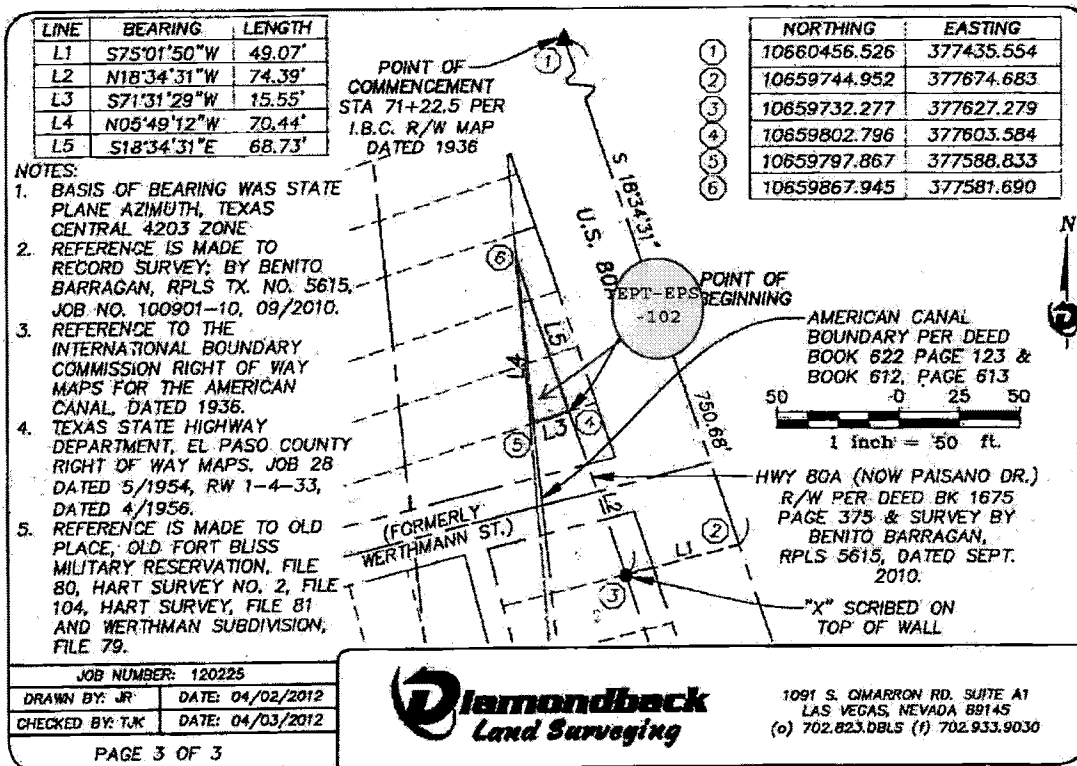 LINE BEARING LENGTH
L1 S75°01'50"W 49.07'
L2 N18°34'31"W 74.39'
L3 S71°31'29"W 15.55'
L4 N05°49'12"W 70.44'
L5 S18°34'31"E 68.73'
NOTES:
1. BASIS OF BEARING WAS STATE
PLANE AZIMUTH, TEXAS
CENTRAL 4203 ZONE
2. REFERENCE IS MADE TO
RECORD SURVEY: BY BENITO
BARRAGAN, RPLS TX. NO. 5615,
JOB NO. 100901-10, 09/2010.
3. REFERENCE TO THE
INTERNATIONAL BOUNDARY
COMMISSION RIGHT OF WAY
MAPS FOR THE AMERICAN
CANAL, DATED 1936.
4. TEXAS STATE HIGHWAY
DEPARTMENT, EL PASO COUNTY
RIGHT OF WAY MAPS. JOB 28
DATED 5/1954, RW 1-4-33,
DATED 4/1956.
5. REFERENCE IS MADE TO OLD
PLACE, OLD FORT BLISS
MILITARY RESERVATION, FILE
80, HART SURVEY NO. 2, FILE
104, HART SURVEY, FILE 81
AND WERTHMAN SUBDIVISION,
FILE 79.
POINT OF
COMMENCEMENT
STA 71+22.5 PER
I.B.C. R/W MAP
DATED 1936
1
S 18°34'31"
U.S. 80
750.68'
NORTHING EASTING
1 10660456.526 377435.554
2 10659744.952 377674.683
3 10659732.277 377627.279
4 10659802.796 377603.584
5 10659797.867 377588.833
6 10659867.945 377581.690
N
TEPT-EPS
-102
POINT OF
BEGINNING
AMERICAN CANAL
BOUNDARY PER DEED
BOOK 622 PAGE 123 &
BOOK 612, PAGE 613
50 0 25 50
1 inch = 50 ft.
6
L5
L4
L3
4
5
HWY 80A (NOW PAISANO DR.)
R/W PER DEED BK 1675
PAGE 375 & SURVEY BY
BENITO BARRAGAN,
RPLS 5615, DATED SEPT.
2010.
(FORMERLY
WERTHMANN ST.)
L2
L1
2
3
"X" SCRIBED ON
TOP OF WALL
JOB NUMBER: 120225
DRAWN BY: JR DATE: 04/02/2012
CHECKED BY: TJK DATE: 04/03/2012
PAGE 3 OF 3
Diamondback
Land Surveying
1091 S. CIMARRON RD. SUITE A1
LAS VEGAS, NEVADA 89145
(o) 702.823.DBLS (f) 702.933.9030